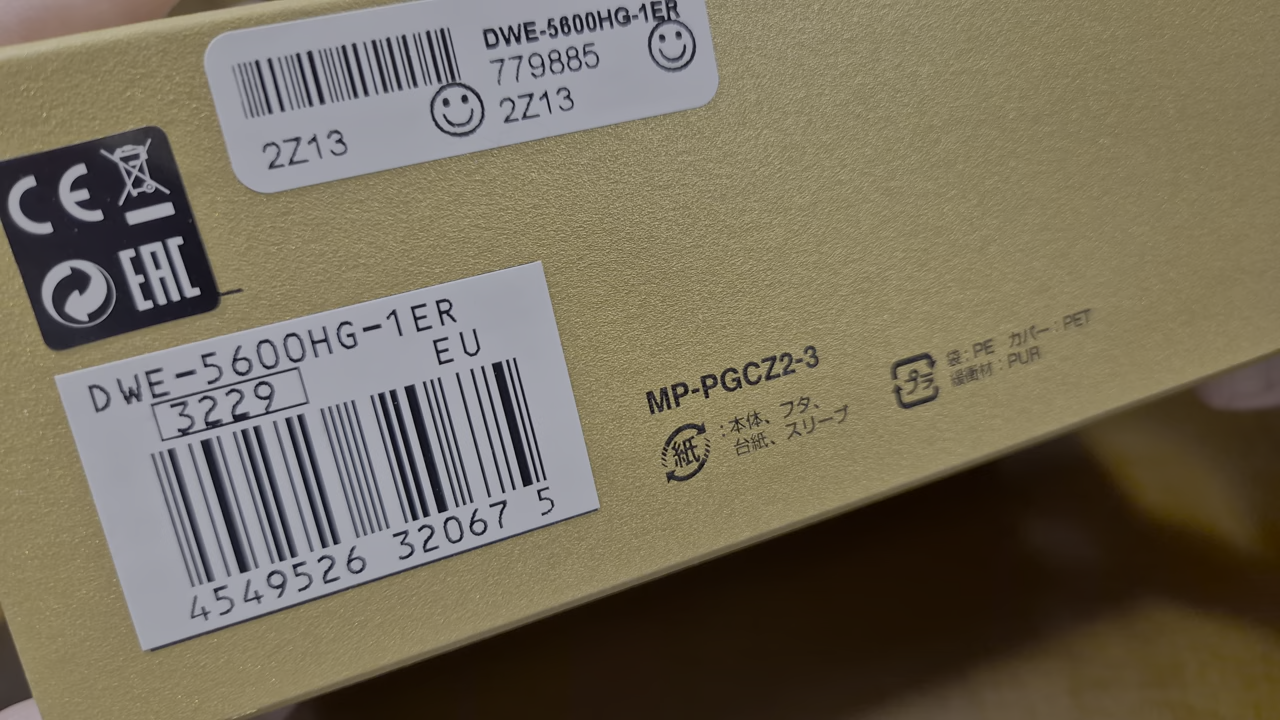 DWE-5600HG-1ER
779885
2Z13
2Z13
CE
EAC
DWE-5600HG-1ER
EU
3229
4549526 32067 5
MP-PGCZ2-3
紙 :本体、フタ、
台紙、スリーブ
プラ 袋:PE カバー:PET
緩衝材:PUR